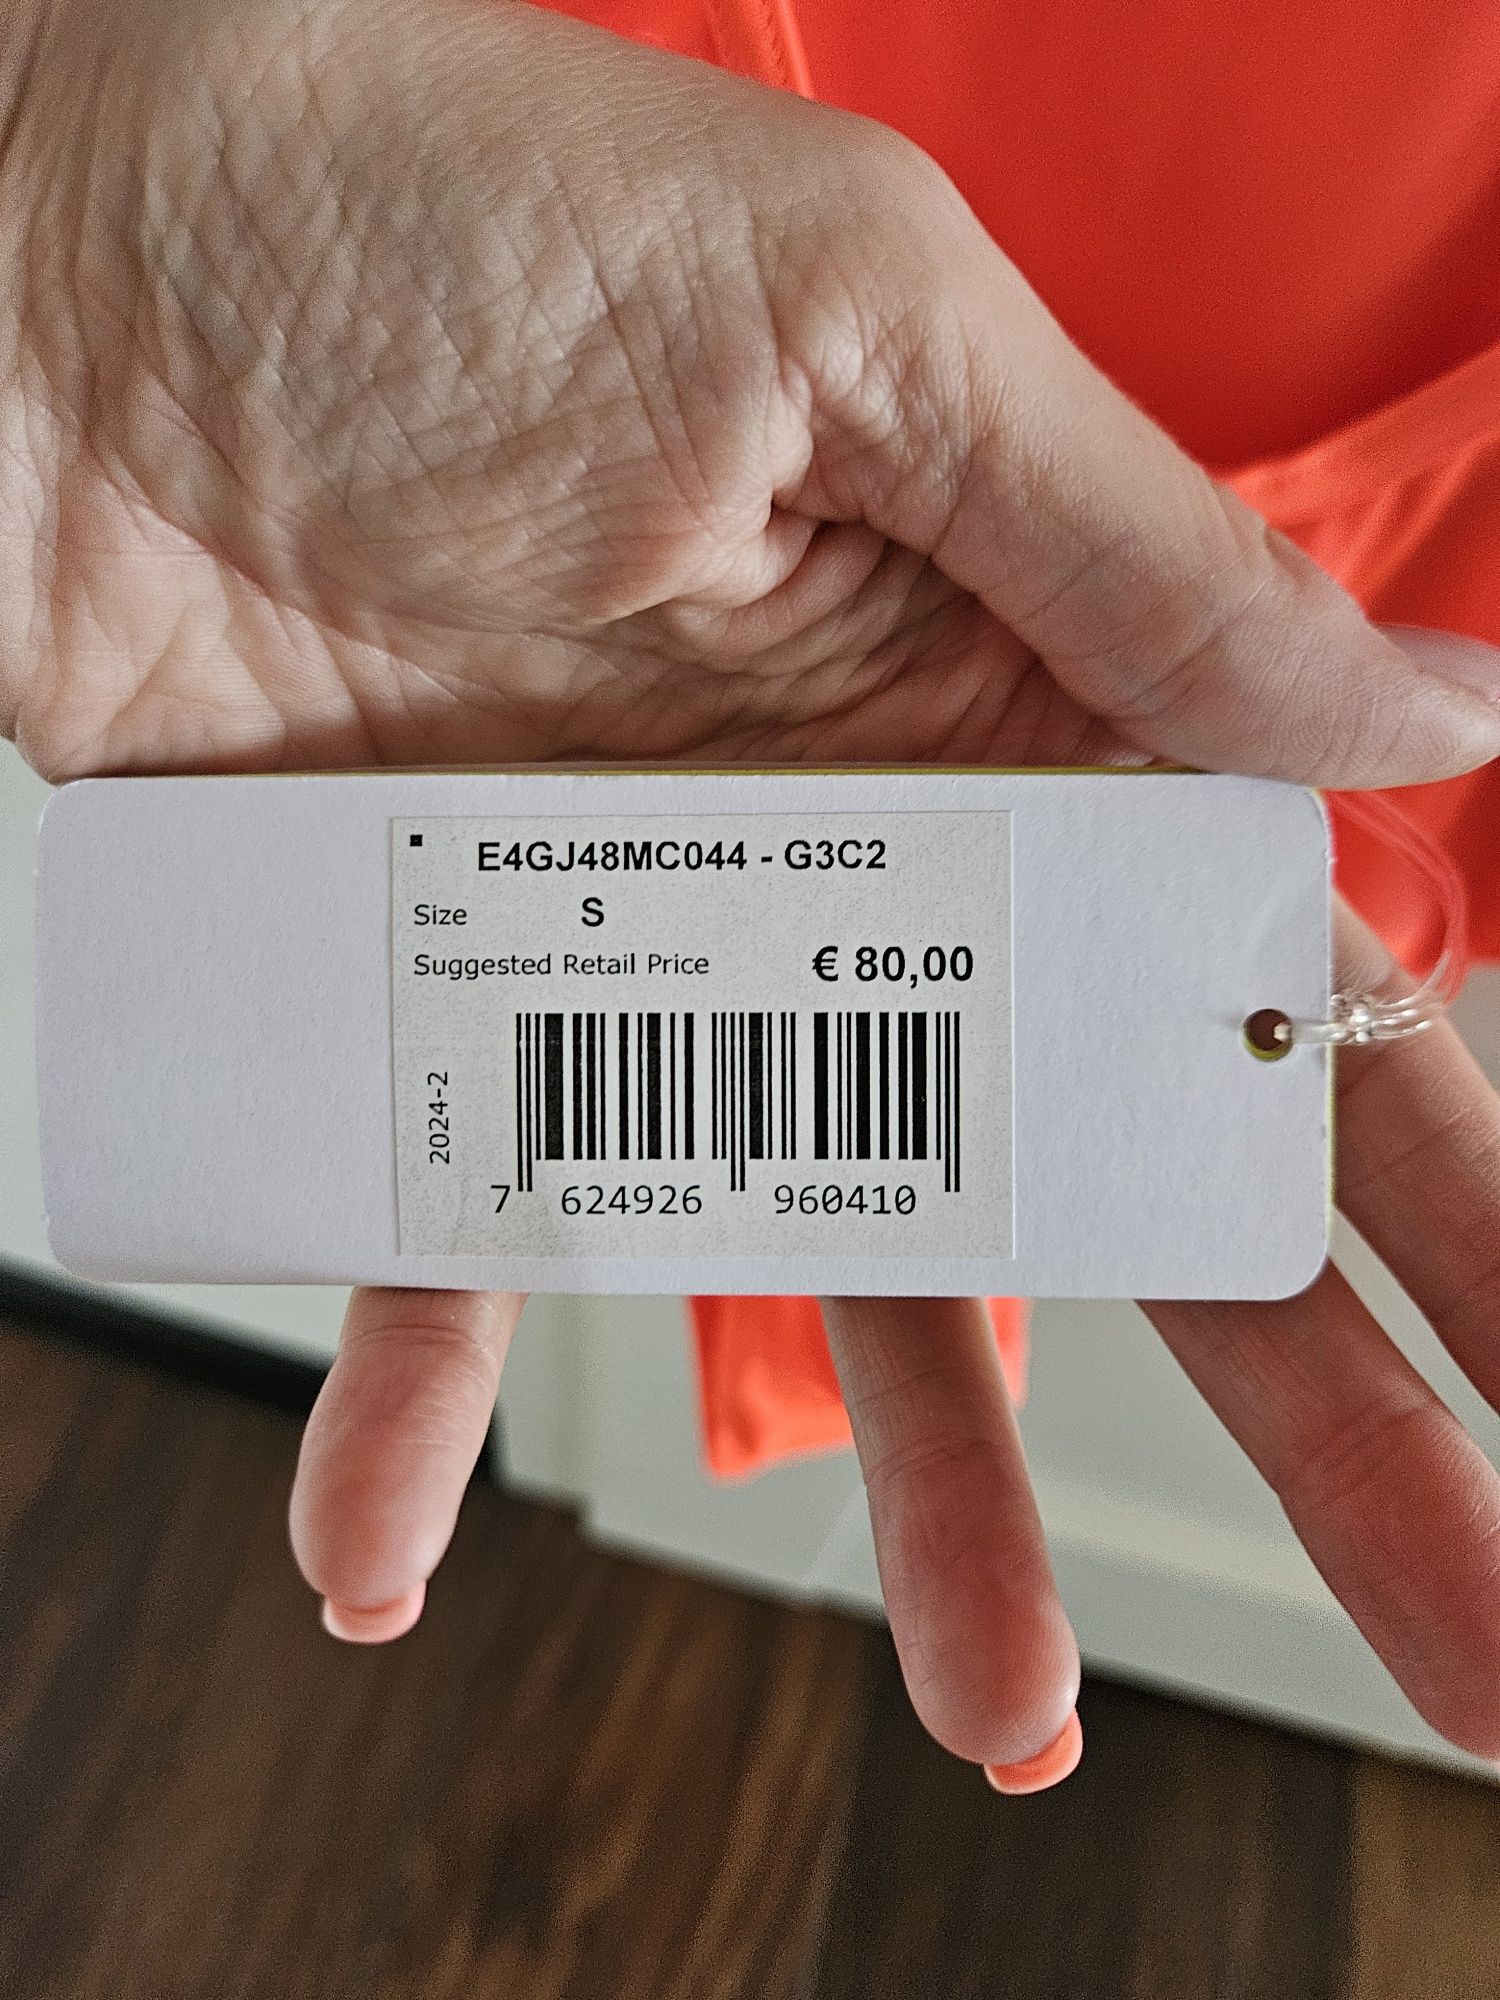 E4GJ48MC044 - G3C2
Size S
Suggested Retail Price € 80,00
2024-2
7 624926 960410